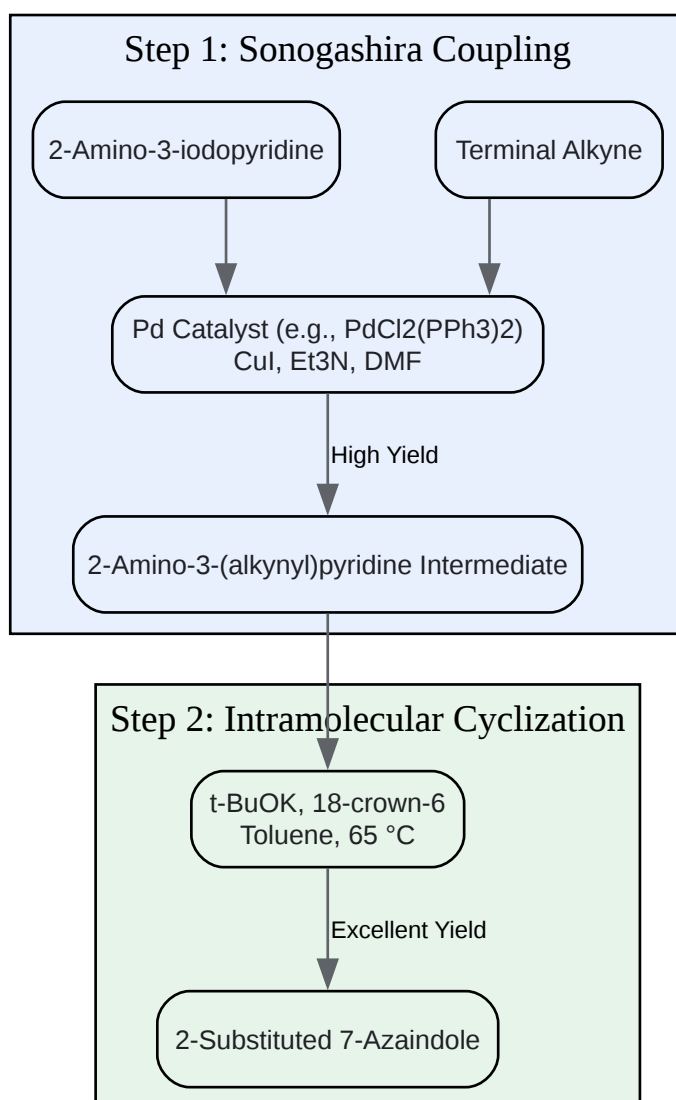 Step 1: Sonogashira Coupling
2-Amino-3-iodopyridine
Terminal Alkyne
Pd Catalyst (e.g., PdCl2(PPh3)2)
CuI, Et3N, DMF
High Yield
2-Amino-3-(alkynyl)pyridine Intermediate
Step 2: Intramolecular Cyclization
t-BuOK, 18-crown-6
Toluene, 65 °C
Excellent Yield
2-Substituted 7-Azaindole